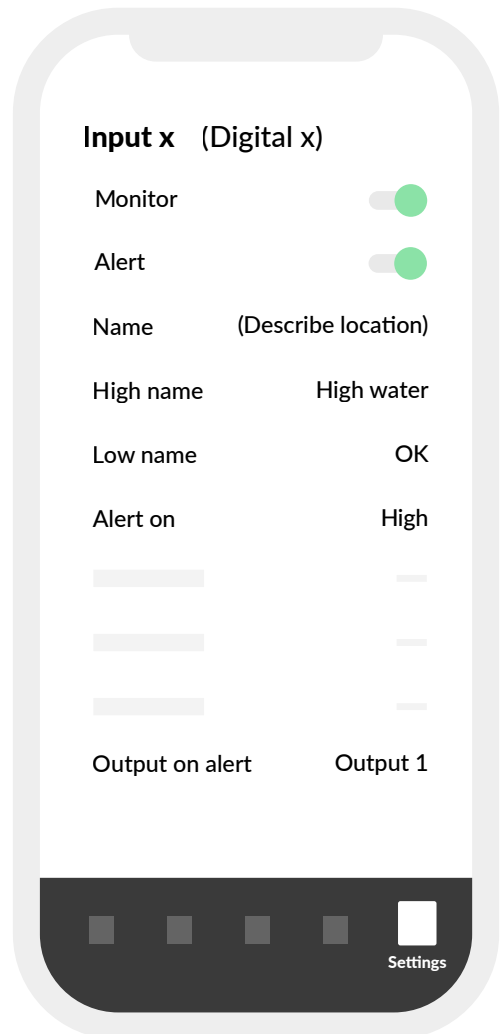 Input x (Digital x)
Monitor
Alert
Name (Describe location)
High name High water
Low name OK
Alert on High
Output on alert Output 1
Settings